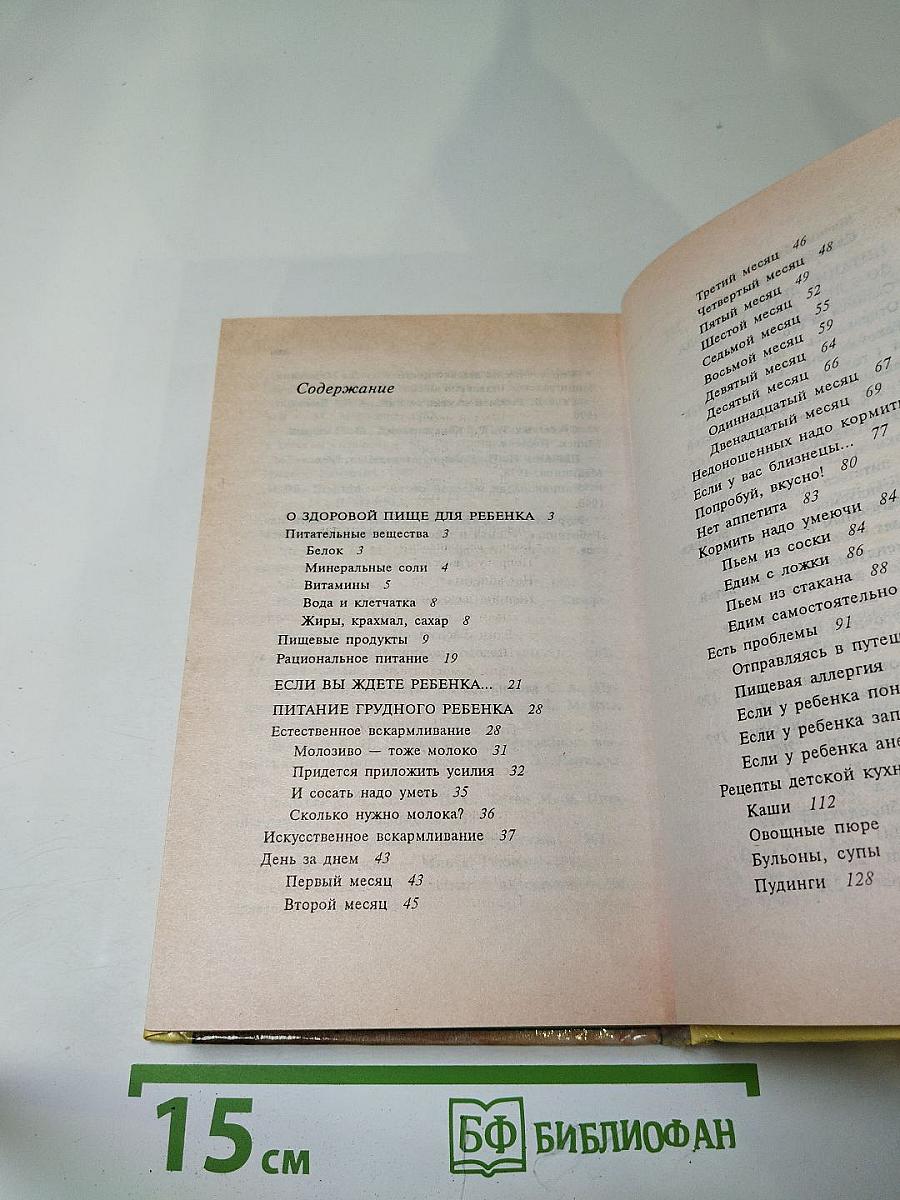 Содержание
О ЗДОРОВОЙ ПИЩЕ ДЛЯ РЕБЕНКА 3
Питательные вещества 3
Белок 3
Минеральные соли 4
Витамины 5
Вода и клетчатка 8
Жиры, крахмал, сахар 8
Пищевые продукты 9
Рациональное питание 19
ЕСЛИ ВЫ ЖДЕТЕ РЕБЕНКА... 21
ПИТАНИЕ ГРУДНОГО РЕБЕНКА 28
Естественное вскармливание 28
Молозиво — тоже молоко 31
Придется приложить усилия 32
И сосать надо уметь 35
Сколько нужно молока? 36
Искусственное вскармливание 37
День за днем 43
Первый месяц 43
Второй месяц 45
Третий месяц 46
Четвертый месяц 48
Пятый месяц 49
Шестой месяц 52
Седьмой месяц 55
Восьмой месяц 59
Девятый месяц 64
Десятый месяц 66
Одиннадцатый месяц 67
Двенадцатый месяц 69
Недоношенных надо кормить
Если у вас близнецы... 77
Попробуй, вкусно! 80
Нет аппетита 83
Кормить надо умеючи 84
Пьем из соски 84
Едим с ложки 86
Пьем из стакана 88
Едим самостоятельно
Есть проблемы 91
Отправляясь в путеш
Пищевая аллергия
Если у ребенка пон
Если у ребенка зап
Если у ребенка ане
Рецепты детской кухн
Каши 112
Овощные пюре
Бульоны, супы
Пудинги 128
15 см
БФ БИБЛИОФАН